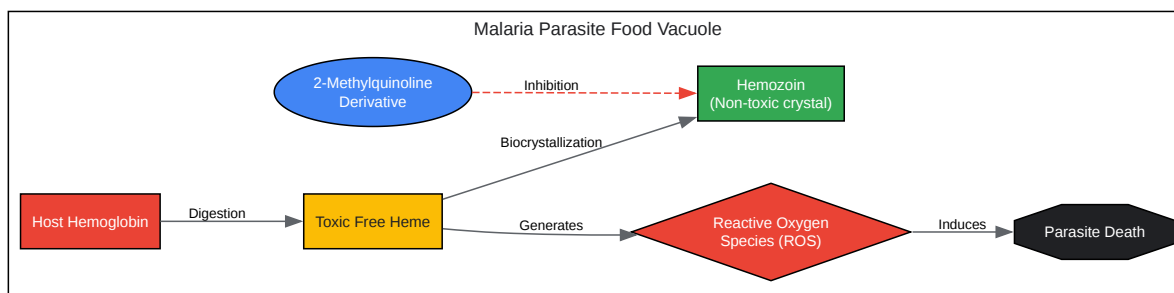 Malaria Parasite Food Vacuole
2-Methylquinoline
Derivative
Inhibition
Hemozoin
(Non-toxic crystal)
Biocrystallization
Host Hemoglobin
Digestion
Toxic Free Heme
Generates
Reactive Oxygen
Species (ROS)
Induces
Parasite Death